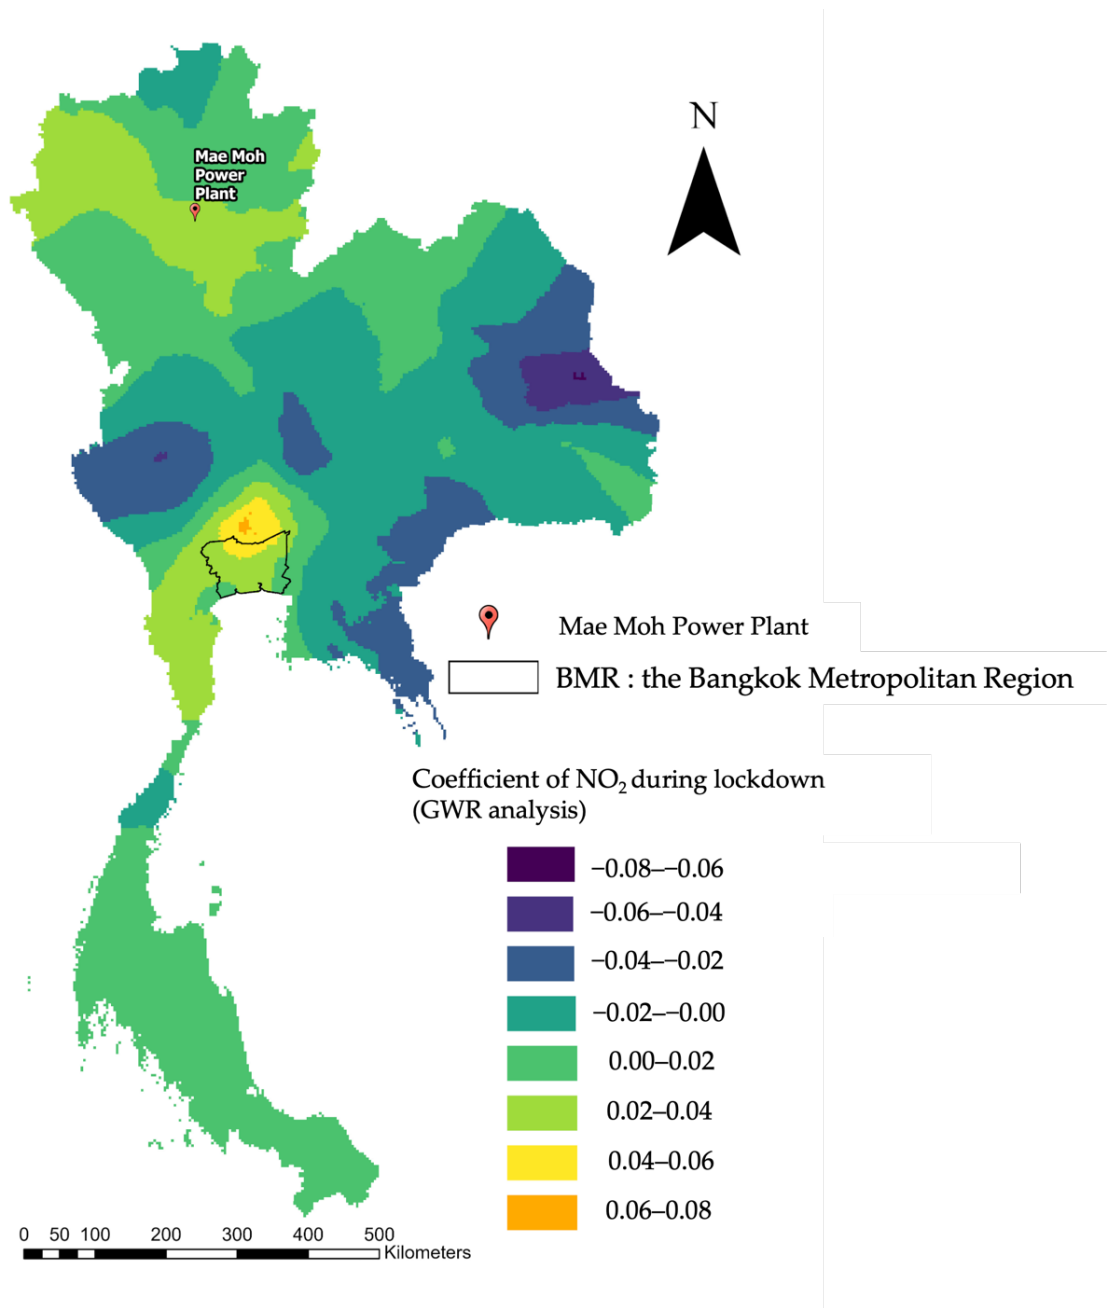 N
Mae Moh
Power
Plant
Mae Moh Power Plant
BMR : the Bangkok Metropolitan Region
Coefficient of NO₂ during lockdown
(GWR analysis)
−0.08–−0.06
−0.06–−0.04
−0.04–−0.02
−0.02–−0.00
0.00–0.02
0.02–0.04
0.04–0.06
0.06–0.08
0 50 100 200 300 400 500
Kilometers